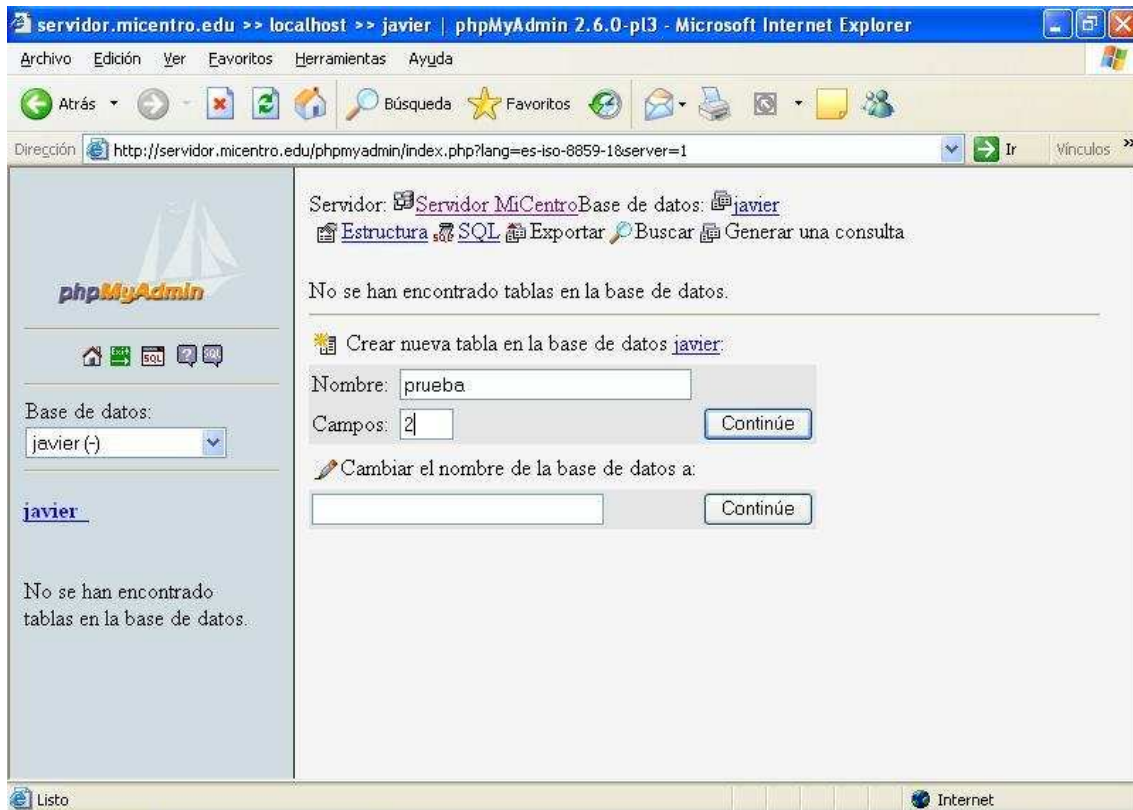 servidor.micentro.edu >> localhost >> javier | phpMyAdmin 2.6.0-pl3 - Microsoft Internet Explorer
Archivo Edición Ver Favoritos Herramientas Ayuda
Atrás Búsqueda Favoritos
Dirección http://servidor.micentro.edu/phpmyadmin/index.php?lang=es-iso-8859-1&server=1 Ir Vínculos »
phpMyAdmin
Exit SQL ? SQL
Base de datos:
javier (-)
javier
No se han encontrado
tablas en la base de datos.
Servidor: Servidor MiCentroBase de datos: javier
Estructura SQL Exportar Buscar Generar una consulta
No se han encontrado tablas en la base de datos.
Crear nueva tabla en la base de datos javier:
Nombre: prueba
Campos: 2 Continúe
Cambiar el nombre de la base de datos a:
Continúe
Listo Internet